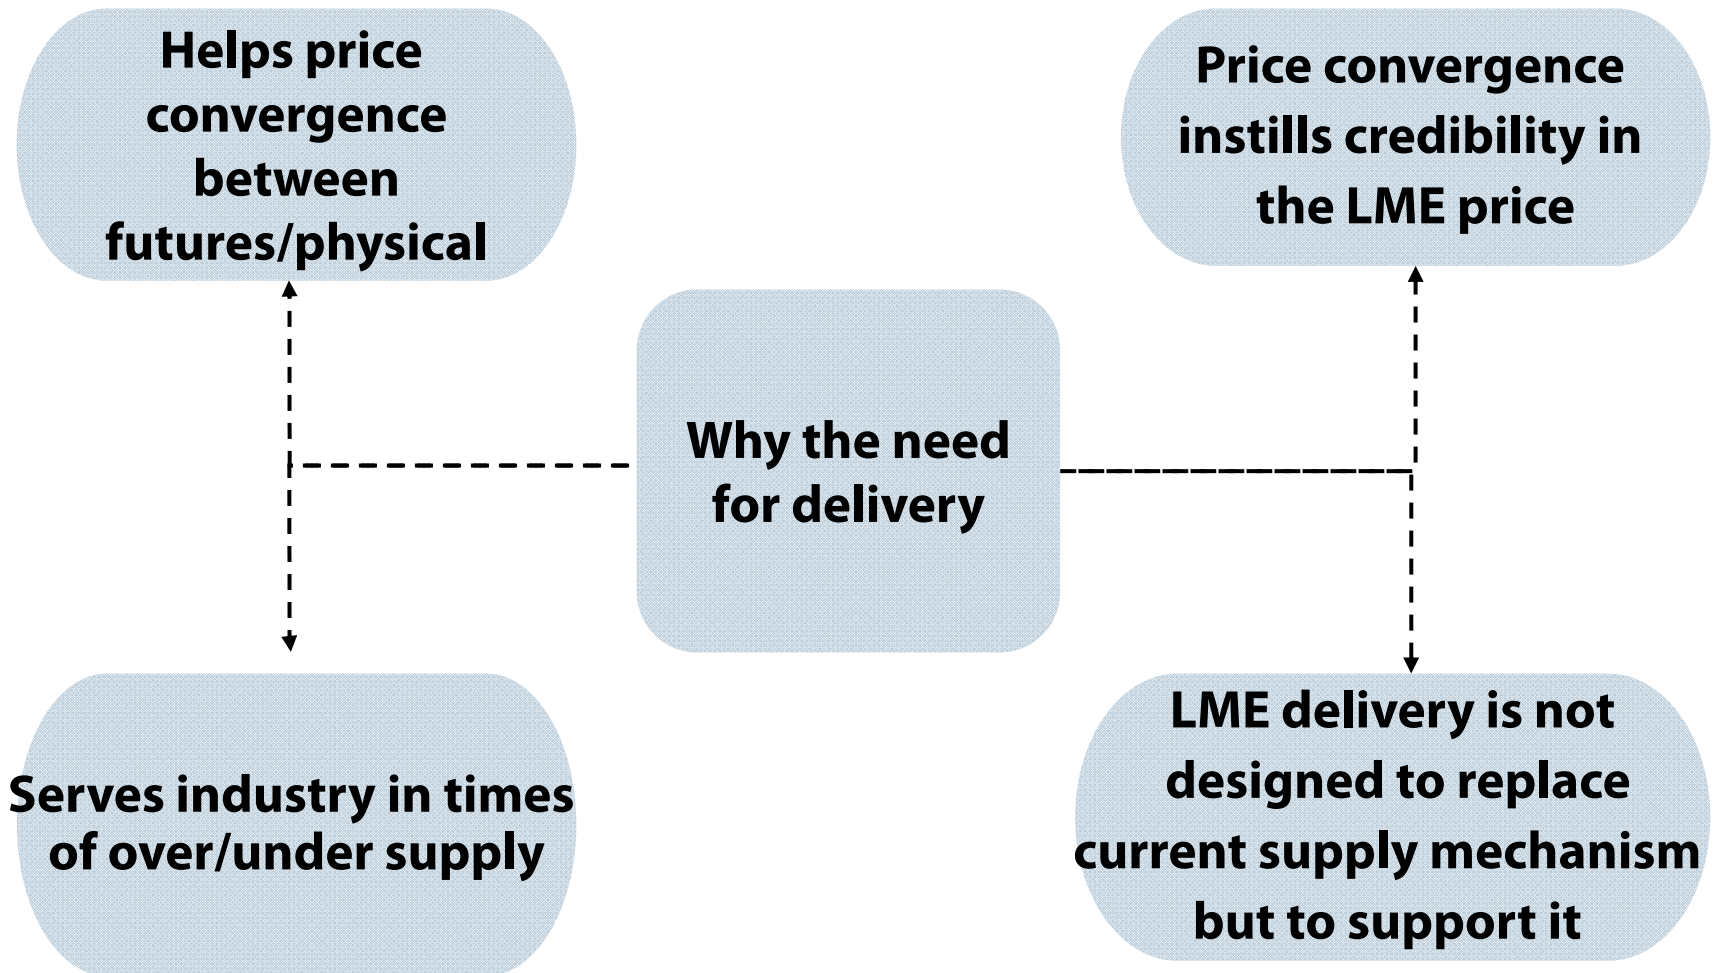 Helps price
convergence
between
futures/physical
Price convergence
instills credibility in
the LME price
Why the need
for delivery
Serves industry in times
of over/under supply
LME delivery is not
designed to replace
current supply mechanism
but to support it